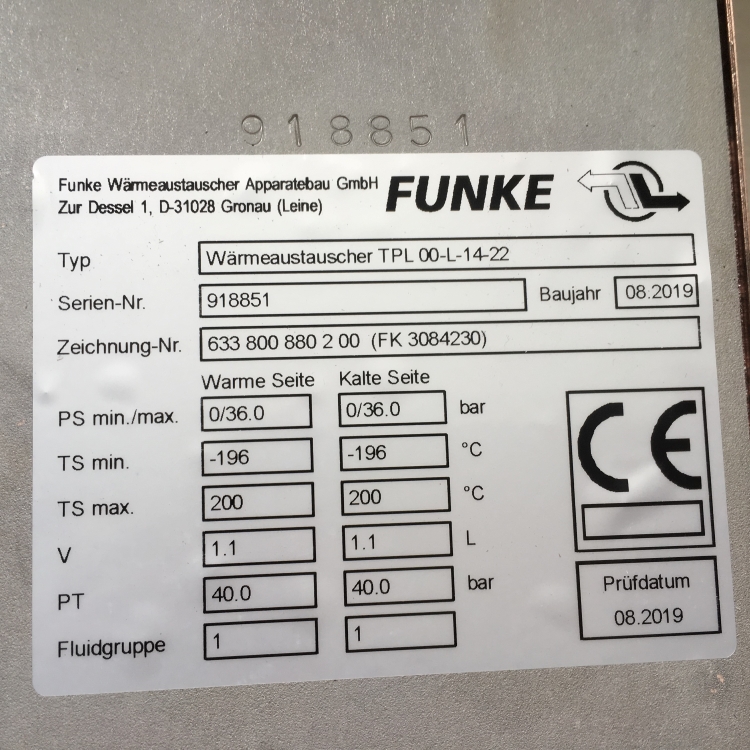 918851
Funke Wärmeaustauscher Apparatebau GmbH
Zur Dessel 1, D-31028 Gronau (Leine)
FUNKE
Typ Wärmeaustauscher TPL 00-L-14-22
Serien-Nr. 918851 Baujahr 08.2019
Zeichnung-Nr. 633 800 880 2 00 (FK 3084230)
Warme Seite Kalte Seite
PS min./max. 0/36.0 0/36.0 bar
TS min. -196 -196 °C
TS max. 200 200 °C
V 1.1 1.1 L
PT 40.0 40.0 bar
Fluidgruppe 1 1
CE
Prüfdatum
08.2019